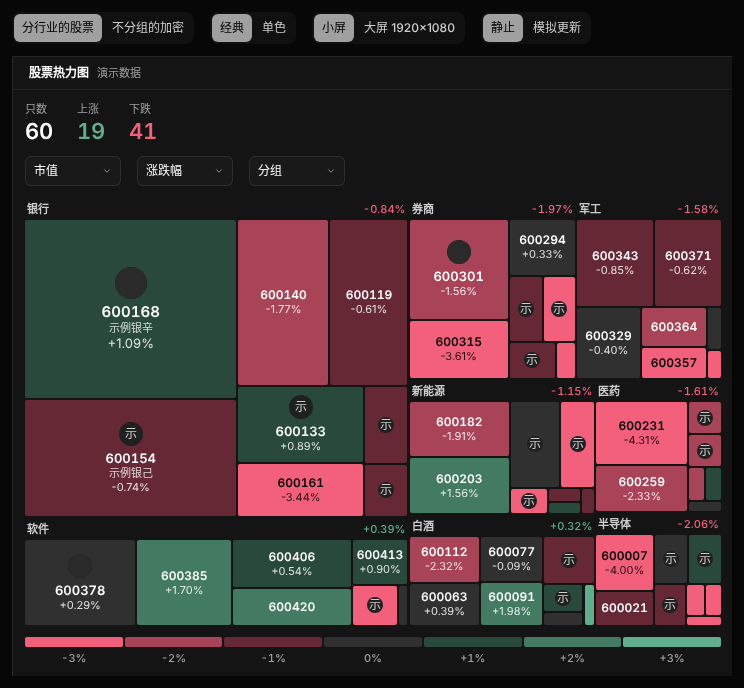 分行业的股票 不分组的加密 经典 单色 小屏 大屏 1920×1080 静止 模拟更新
股票热力图 演示数据
只数 上涨 下跌
60 19 41
市值 涨跌幅 分组
银行 -0.84%
600168
示例银辛
+1.09%
600140
-1.77%
600119
-0.61%
示
600154
示例银己
-0.74%
示
600133
+0.89%
示
600161
-3.44%
示
券商 -1.97%
600301
-1.56%
600294
+0.33%
示
示
600315
-3.61%
示
军工 -1.58%
600343
-0.85%
600371
-0.62%
600329
-0.40%
600364
600357
新能源 -1.15%
600182
-1.91%
示
示
600203
+1.56%
示
医药 -1.61%
600231
-4.31%
示
示
600259
-2.33%
软件 +0.39%
600378
+0.29%
600385
+1.70%
600406
+0.54%
600413
+0.90%
600420
示
白酒 +0.32%
600112
-2.32%
600077
-0.09%
示
600063
+0.39%
600091
+1.98%
示
半导体 -2.06%
600007
-4.00%
示
示
600021
示
-3% -2% -1% 0% +1% +2% +3%